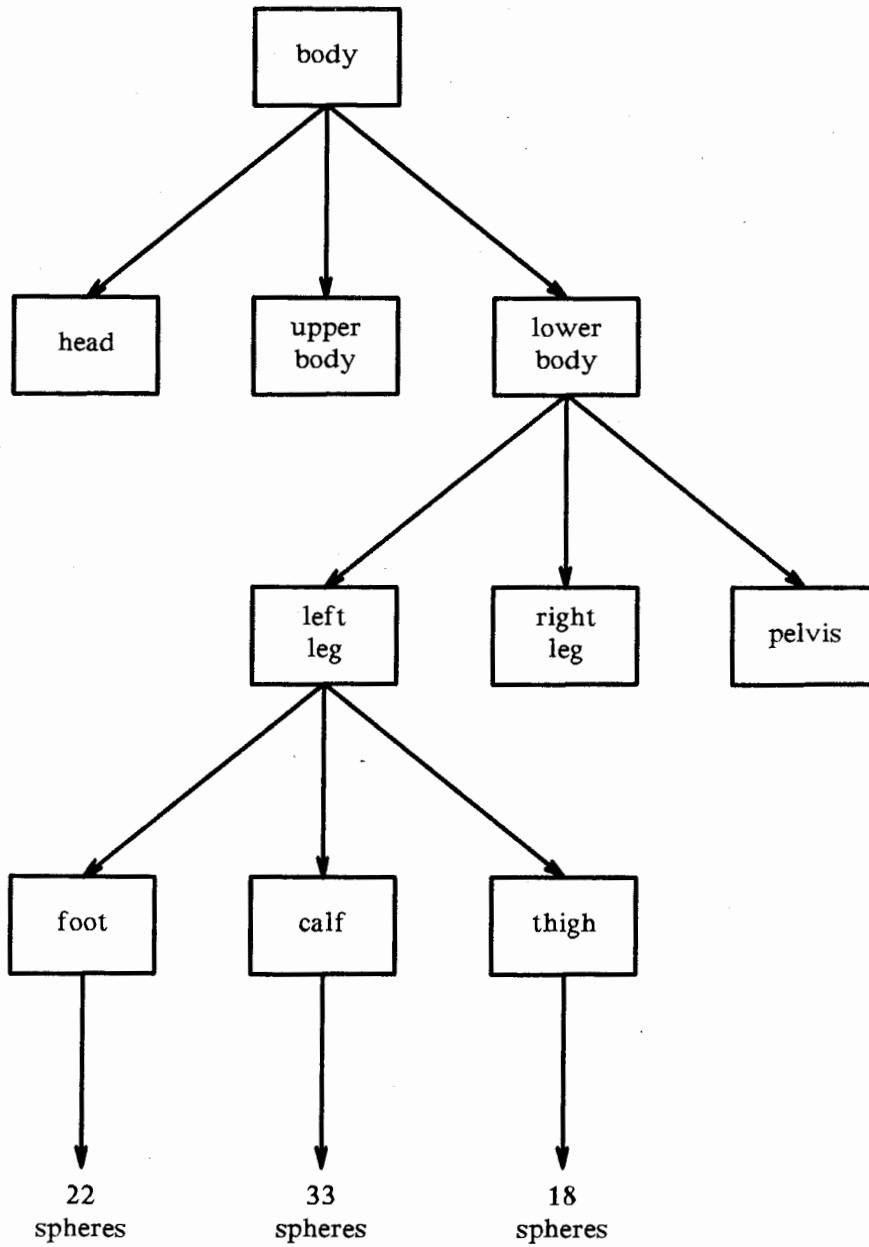 body
head
upper
body
lower
body
left
leg
right
leg
pelvis
foot
calf
thigh
22
spheres
33
spheres
18
spheres